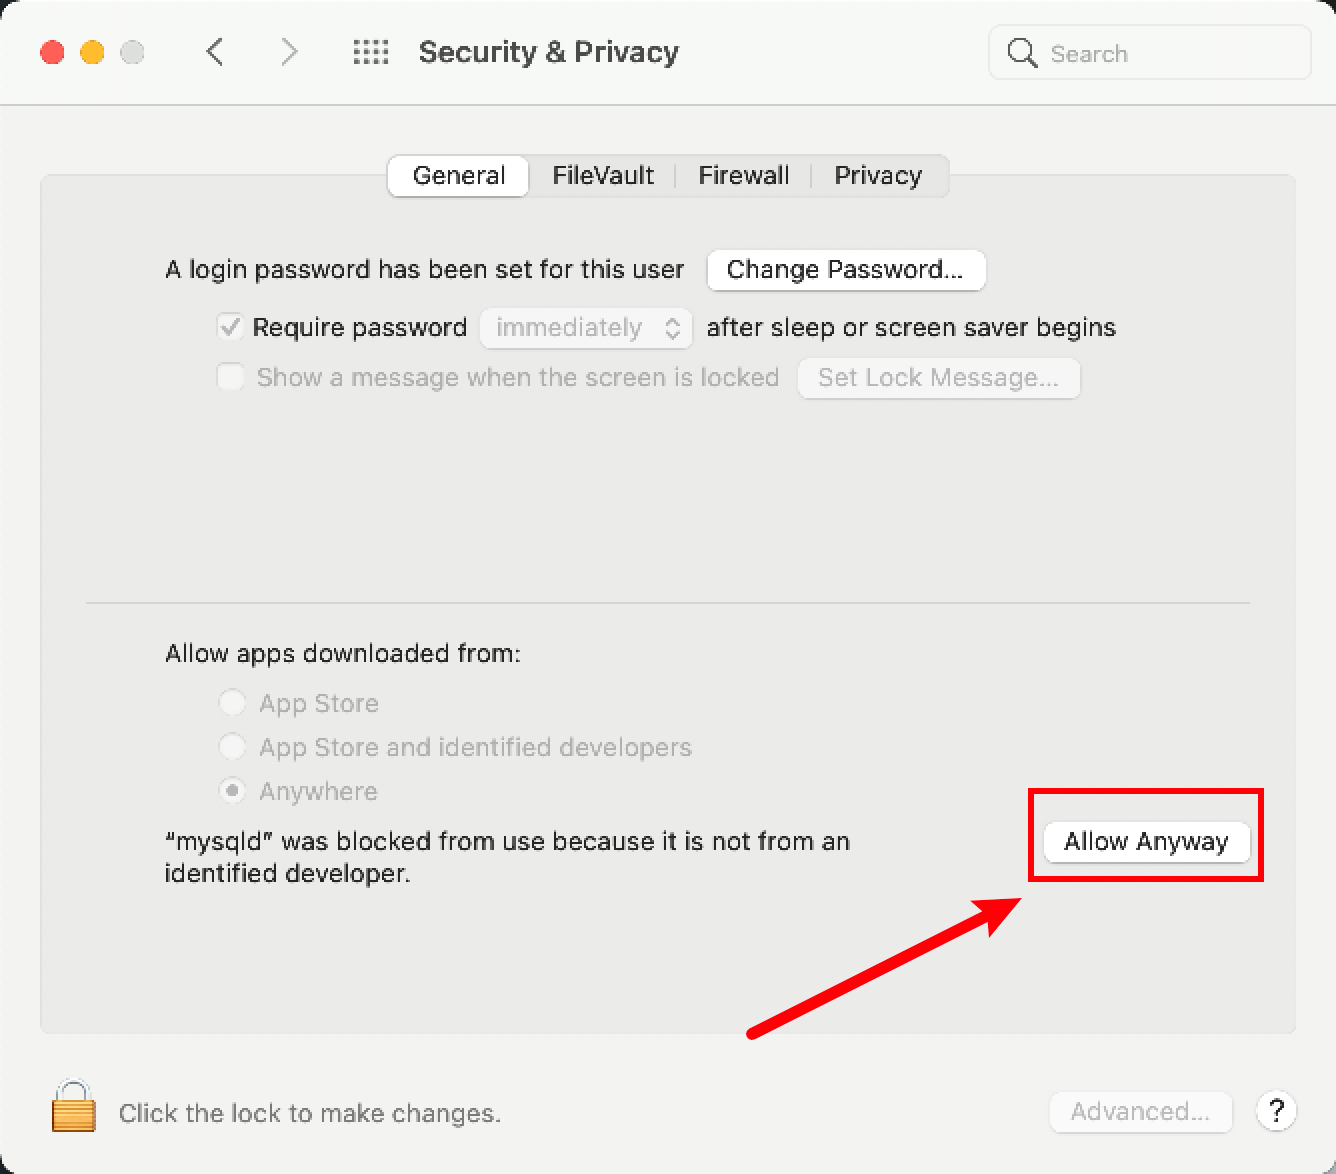 Security & Privacy
Search
General FileVault Firewall Privacy
A login password has been set for this user Change Password...
Require password immediately after sleep or screen saver begins
Show a message when the screen is locked Set Lock Message...
Allow apps downloaded from:
App Store
App Store and identified developers
Anywhere
“mysqld” was blocked from use because it is not from an
identified developer.
Allow Anyway
Click the lock to make changes.
Advanced...
?